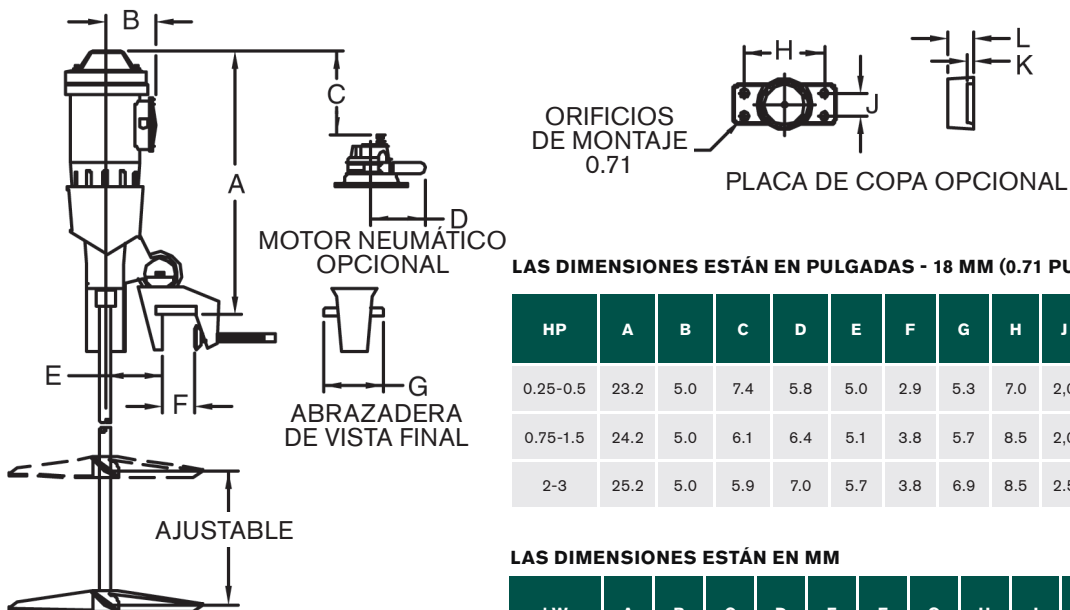 B
C
A
D
MOTOR NEUMÁTICO
OPCIONAL
E
F
G
ABRAZADERA
DE VISTA FINAL
AJUSTABLE
H
J
L
K
ORIFICIOS
DE MONTAJE
0.71
PLACA DE COPA OPCIONAL
LAS DIMENSIONES ESTÁN EN PULGADAS - 18 MM (0.71
HP A B C D E F G H J
0.25-0.5 23.2 5.0 7.4 5.8 5.0 2.9 5.3 7.0
0.75-1.5 24.2 5.0 6.1 6.4 5.1 3.8 5.7 8.5
2-3 25.2 5.0 5.9 7.0 5.7 3.8 6.9 8.5
LAS DIMENSIONES ESTÁN EN MM